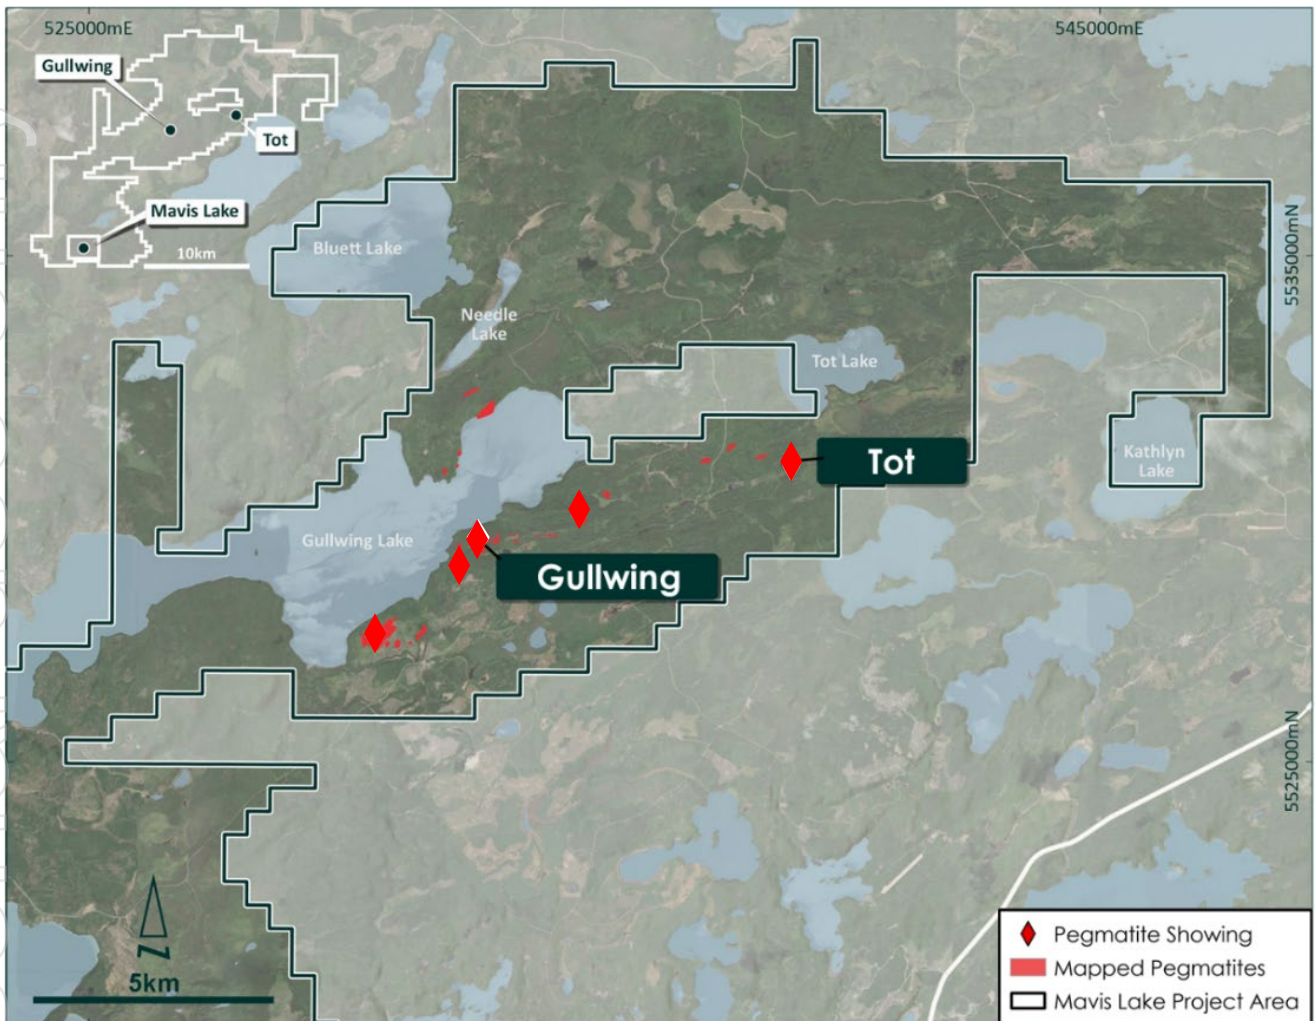 525000mE
545000mE
Gullwing
Tot
Mavis Lake
10km
Bluett Lake
5535000mN
Needle
Lake
Tot Lake
Tot
Kathlyn
Lake
Gullwing Lake
Gullwing
5525000mN
N
5km
Pegmatite Showing
Mapped Pegmatites
Mavis Lake Project Area